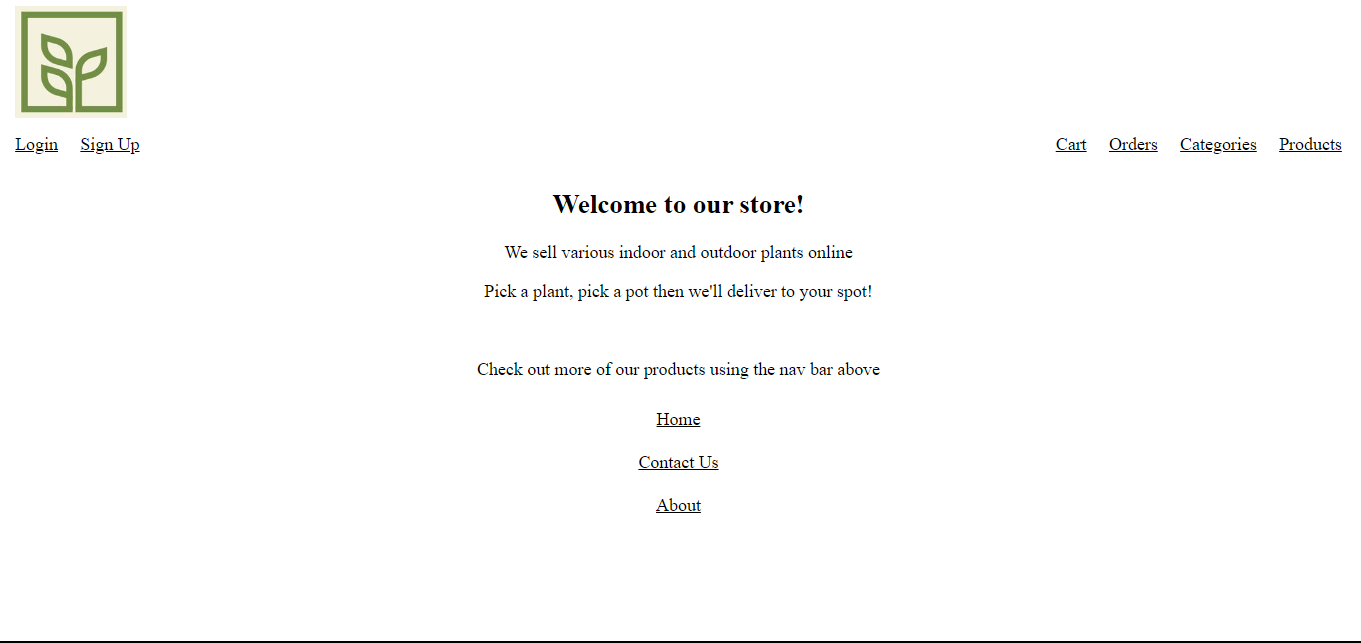 Login Sign Up Cart Orders Categories Products
Welcome to our store!
We sell various indoor and outdoor plants online
Pick a plant, pick a pot then we'll deliver to your spot!
Check out more of our products using the nav bar above
Home
Contact Us
About